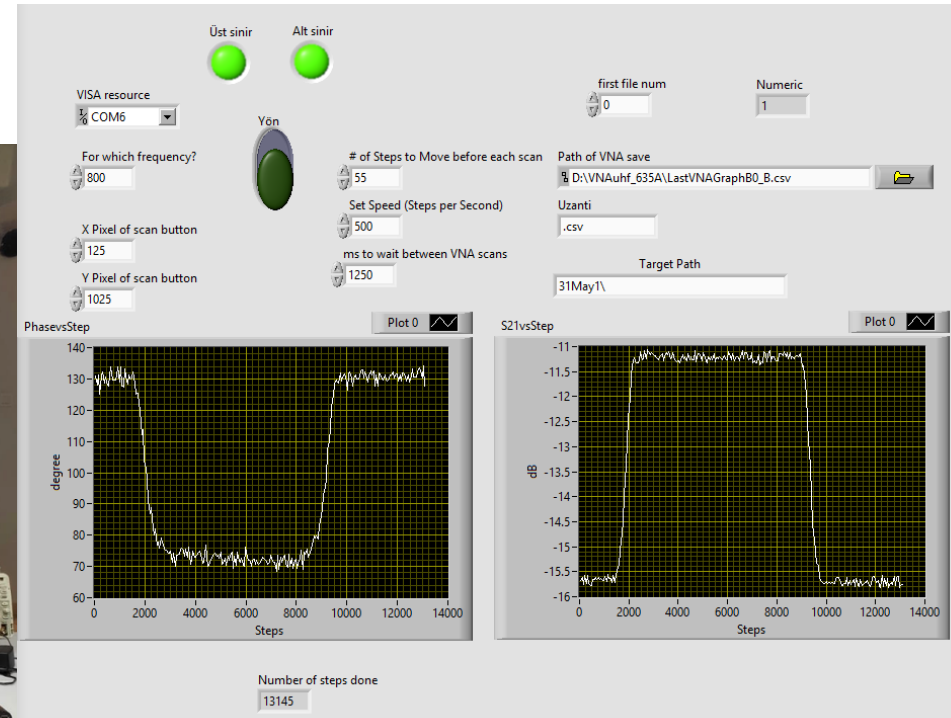 Üst sinir
Alt sinir
first file num
0
Numeric
1
VISA resource
COM6
Yön
For which frequency?
800
# of Steps to Move before each scan
55
Path of VNA save
D:\VNAuhf_635A\LastVNAGraphB0_B.csv
Set Speed (Steps per Second)
500
Uzanti
.csv
X Pixel of scan button
125
ms to wait between VNA scans
1250
Target Path
31May1\
Y Pixel of scan button
1025
PhasevsStep
Plot 0
140
130
120
110
100
90
80
70
60
degree
0 2000 4000 6000 8000 10000 12000 14000
Steps
S21vsStep
Plot 0
-11
-11.5
-12
-12.5
-13
-13.5
-14
-14.5
-15
-15.5
-16
dB
0 2000 4000 6000 8000 10000 12000 14000
Steps
Number of steps done
13145